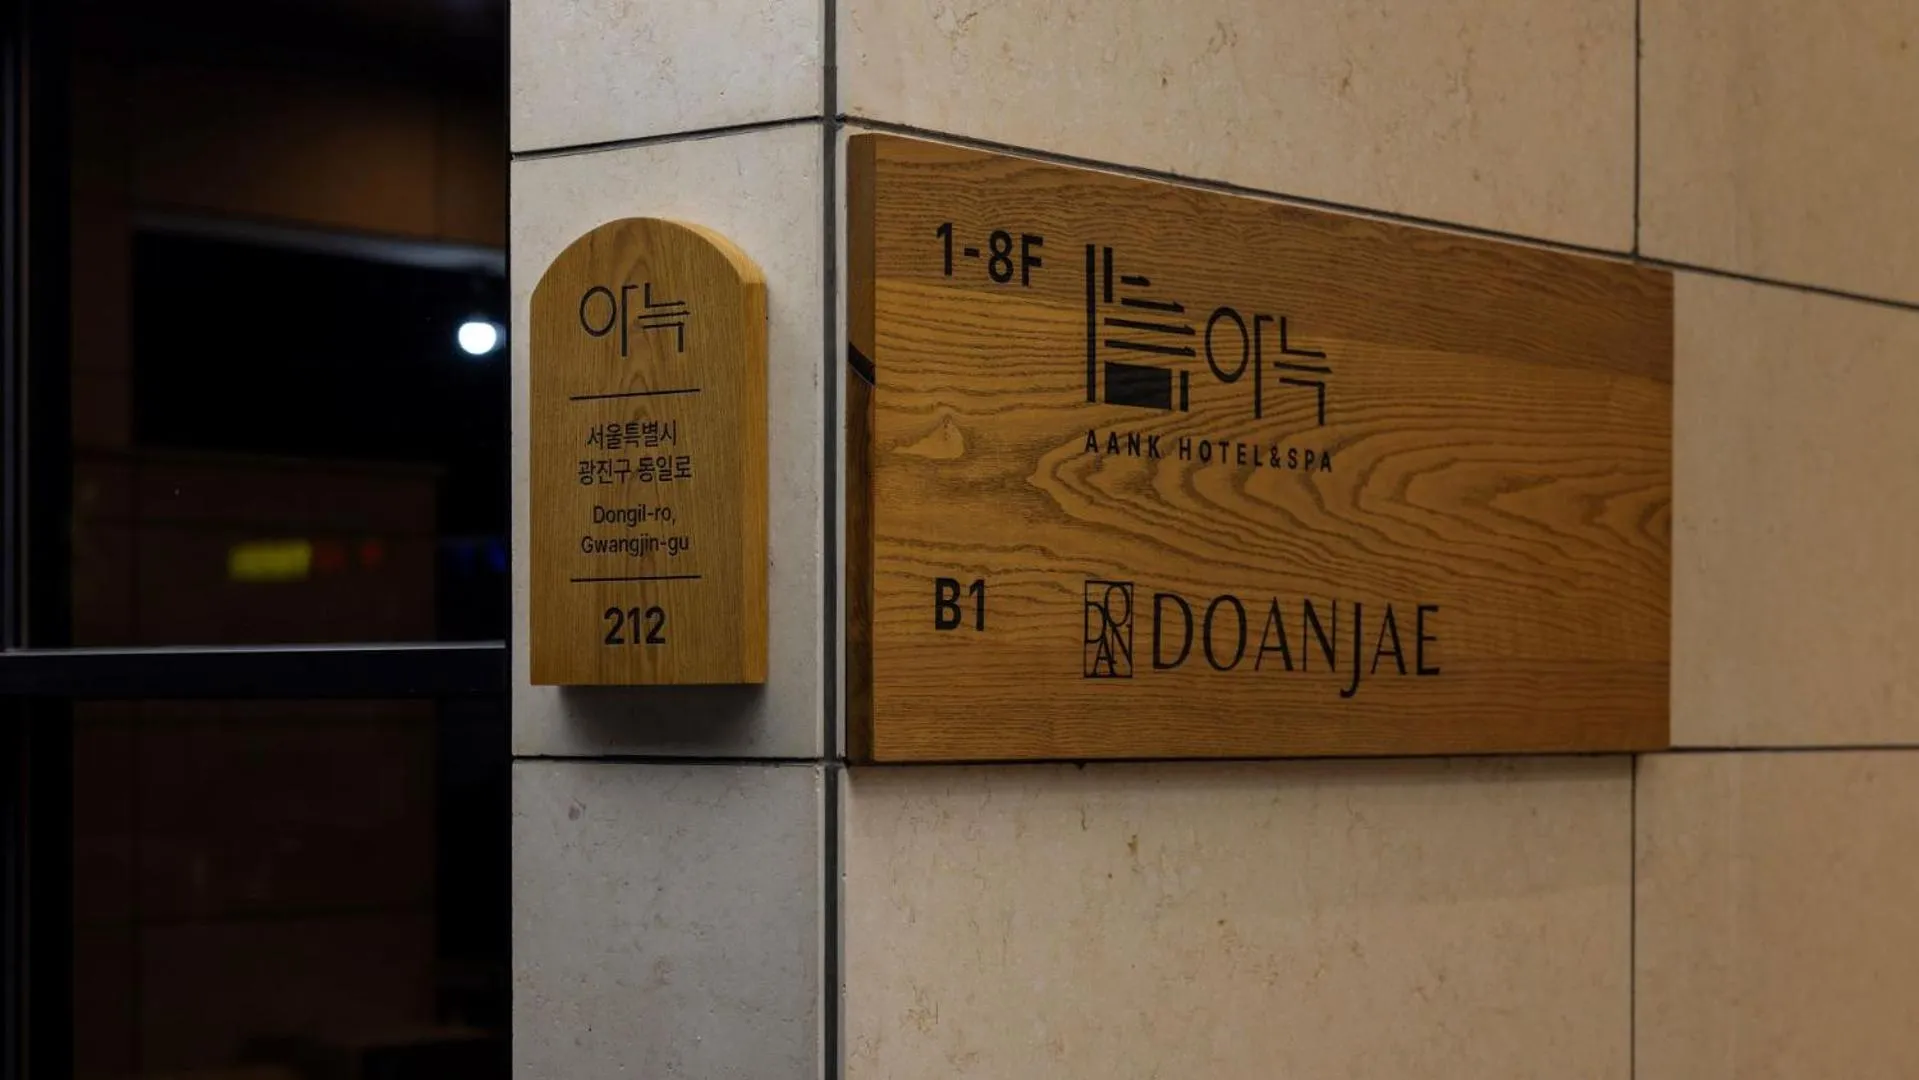 아늑
서울특별시
광진구 동일로
Dongil-ro,
Gwangjin-gu
212
1-8F
아늑
AANK HOTEL&SPA
B1
DOAN
DOANJAE